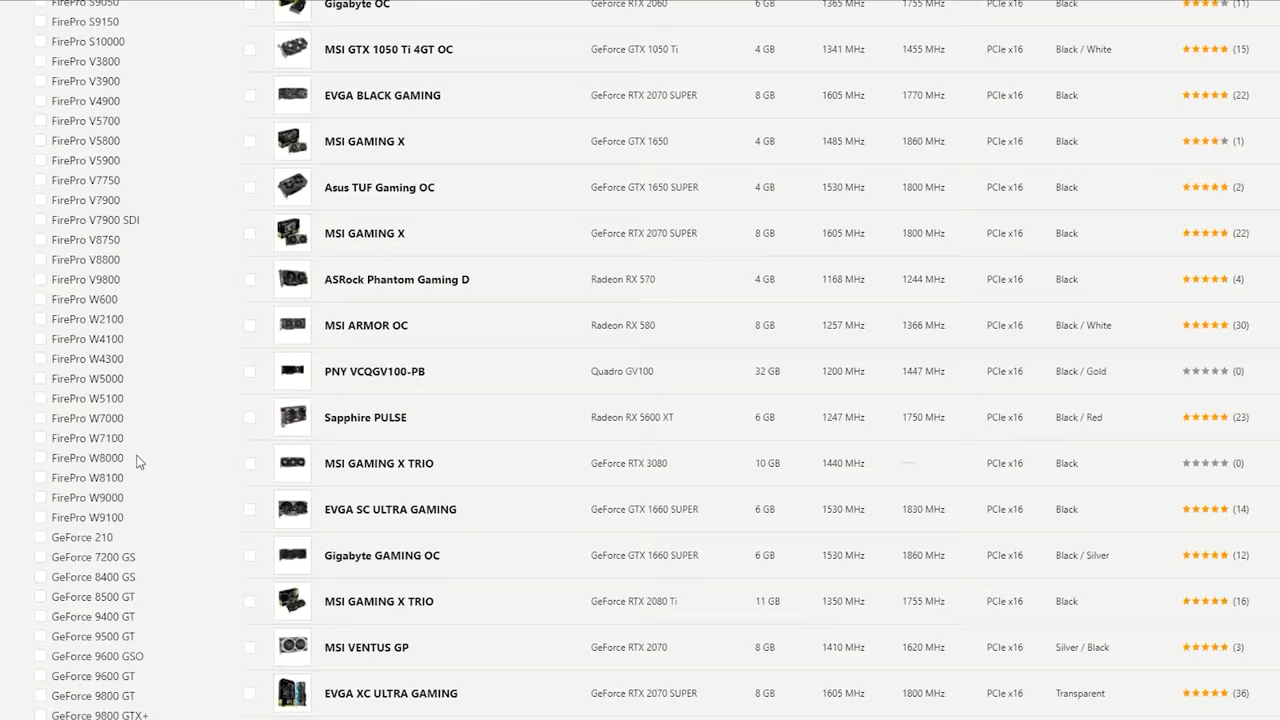 FirePro S9050
FirePro S9150
FirePro S10000
FirePro V3800
FirePro V3900
FirePro V4900
FirePro V5700
FirePro V5800
FirePro V5900
FirePro V7750
FirePro V7900
FirePro V7900 SDI
FirePro V8750
FirePro V8800
FirePro V9800
FirePro W600
FirePro W2100
FirePro W4100
FirePro W4300
FirePro W5000
FirePro W5100
FirePro W7000
FirePro W7100
FirePro W8000
FirePro W8100
FirePro W9000
FirePro W9100
GeForce 210
GeForce 7200 GS
GeForce 8400 GS
GeForce 8500 GT
GeForce 9400 GT
GeForce 9500 GT
GeForce 9600 GSO
GeForce 9600 GT
GeForce 9800 GT
GeForce 9800 GTX+
Gigabyte OC GeForce RTX 2060 6 GB 1365 MHz 1755 MHz PCIe x16 Black (11)
MSI GTX 1050 Ti 4GT OC GeForce GTX 1050 Ti 4 GB 1341 MHz 1455 MHz PCIe x16 Black / White (15)
EVGA BLACK GAMING GeForce RTX 2070 SUPER 8 GB 1605 MHz 1770 MHz PCIe x16 Black (22)
MSI GAMING X GeForce GTX 1650 4 GB 1485 MHz 1860 MHz PCIe x16 Black (1)
Asus TUF Gaming OC GeForce GTX 1650 SUPER 4 GB 1530 MHz 1800 MHz PCIe x16 Black (2)
MSI GAMING X GeForce RTX 2070 SUPER 8 GB 1605 MHz 1800 MHz PCIe x16 Black (22)
ASRock Phantom Gaming D Radeon RX 570 4 GB 1168 MHz 1244 MHz PCIe x16 Black (4)
MSI ARMOR OC Radeon RX 580 8 GB 1257 MHz 1366 MHz PCIe x16 Black / White (30)
PNY VCQGV100-PB Quadro GV100 32 GB 1200 MHz 1447 MHz PCIe x16 Black / Gold (0)
Sapphire PULSE Radeon RX 5600 XT 6 GB 1247 MHz 1750 MHz PCIe x16 Black / Red (23)
MSI GAMING X TRIO GeForce RTX 3080 10 GB 1440 MHz — PCIe x16 Black (0)
EVGA SC ULTRA GAMING GeForce GTX 1660 SUPER 6 GB 1530 MHz 1830 MHz PCIe x16 Black (14)
Gigabyte GAMING OC GeForce GTX 1660 SUPER 6 GB 1530 MHz 1860 MHz PCIe x16 Black / Silver (12)
MSI GAMING X TRIO GeForce RTX 2080 Ti 11 GB 1350 MHz 1755 MHz PCIe x16 Black (16)
MSI VENTUS GP GeForce RTX 2070 8 GB 1410 MHz 1620 MHz PCIe x16 Silver / Black (3)
EVGA XC ULTRA GAMING GeForce RTX 2070 SUPER 8 GB 1605 MHz 1800 MHz PCIe x16 Transparent (36)